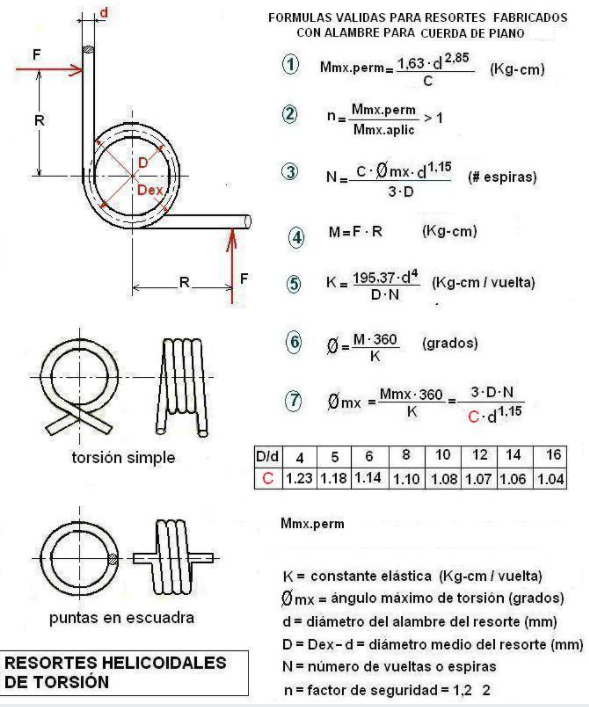 FORMULAS VALIDAS PARA RESORTES FABRICADOS
CON ALAMBRE PARA CUERDA DE PIANO
d
F
R
D
Dex
R
F
① Mmx.perm = 1,63 · d^2,85 / C (Kg-cm)
② n = Mmx.perm / Mmx.aplic > 1
③ N = C · Ømx · d^1,15 / 3 · D (# espiras)
④ M = F · R (Kg-cm)
⑤ K = 195.37 · d^4 / D · N (Kg-cm / vuelta)
⑥ Ø = M · 360 / K (grados)
⑦ Ømx = Mmx · 360 / K = 3 · D · N / C · d^1,15
torsión simple
D/d 4 5 6 8 10 12 14 16
C 1.23 1.18 1.14 1.10 1.08 1.07 1.06 1.04
puntas en escuadra
Mmx.perm
K = constante elástica (Kg-cm / vuelta)
Ømx = ángulo máximo de torsión (grados)
d = diámetro del alambre del resorte (mm)
D = Dex - d = diámetro medio del resorte (mm)
N = número de vueltas o espiras
n = factor de seguridad = 1,2 2
RESORTES HELICOIDALES
DE TORSIÓN